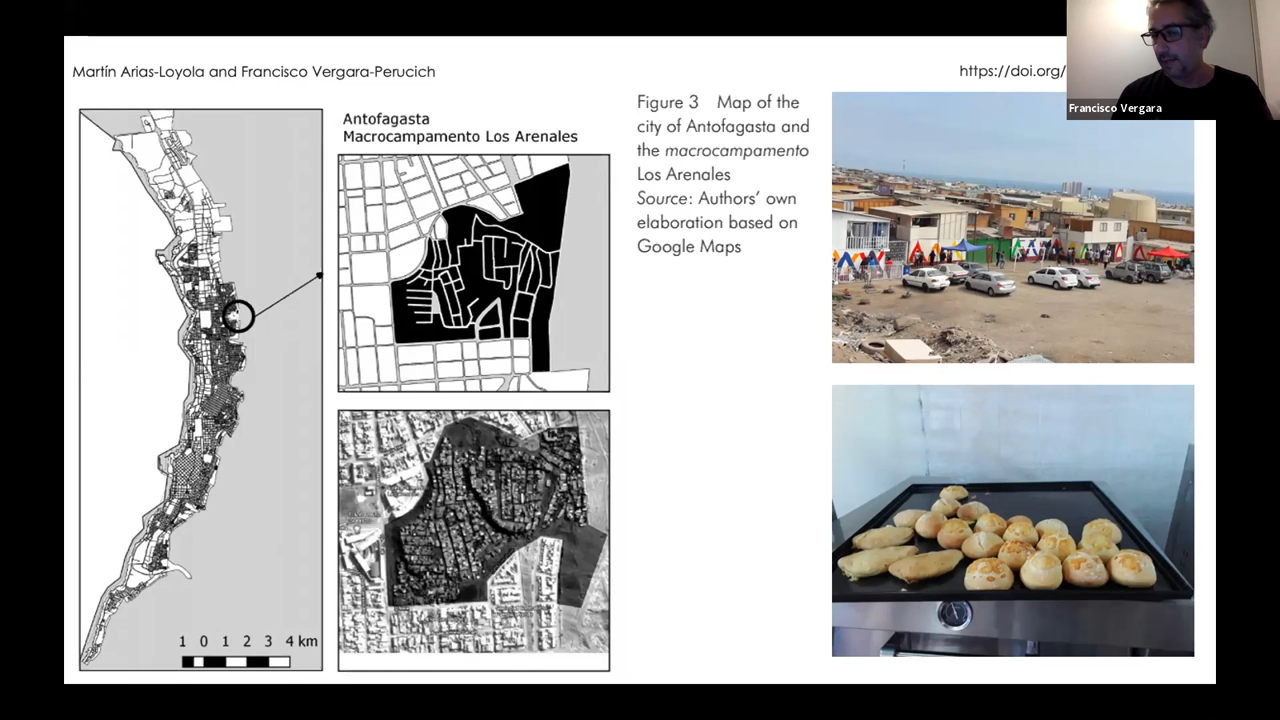 Martín Arias-Loyola and Francisco Vergara-Perucich
https://doi.org/
Francisco Vergara
Antofagasta
Macrocampamento Los Arenales
1 0 1 2 3 4 km
Figure 3 Map of the
city of Antofagasta and
the macrocampamento
Los Arenales
Source: Authors’ own
elaboration based on
Google Maps